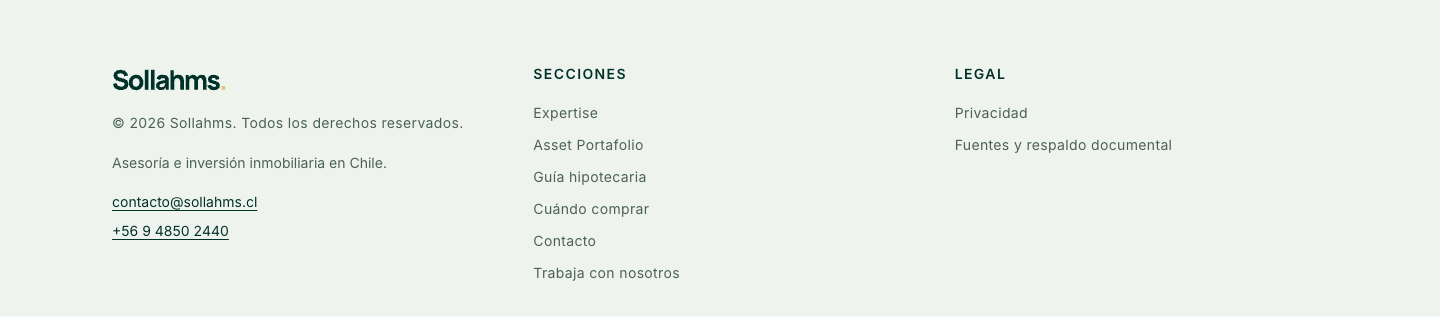 Sollahms.
© 2026 Sollahms. Todos los derechos reservados.
Asesoría e inversión inmobiliaria en Chile.
contacto@sollahms.cl
+56 9 4850 2440
SECCIONES
Expertise
Asset Portafolio
Guía hipotecaria
Cuándo comprar
Contacto
Trabaja con nosotros
LEGAL
Privacidad
Fuentes y respaldo documental